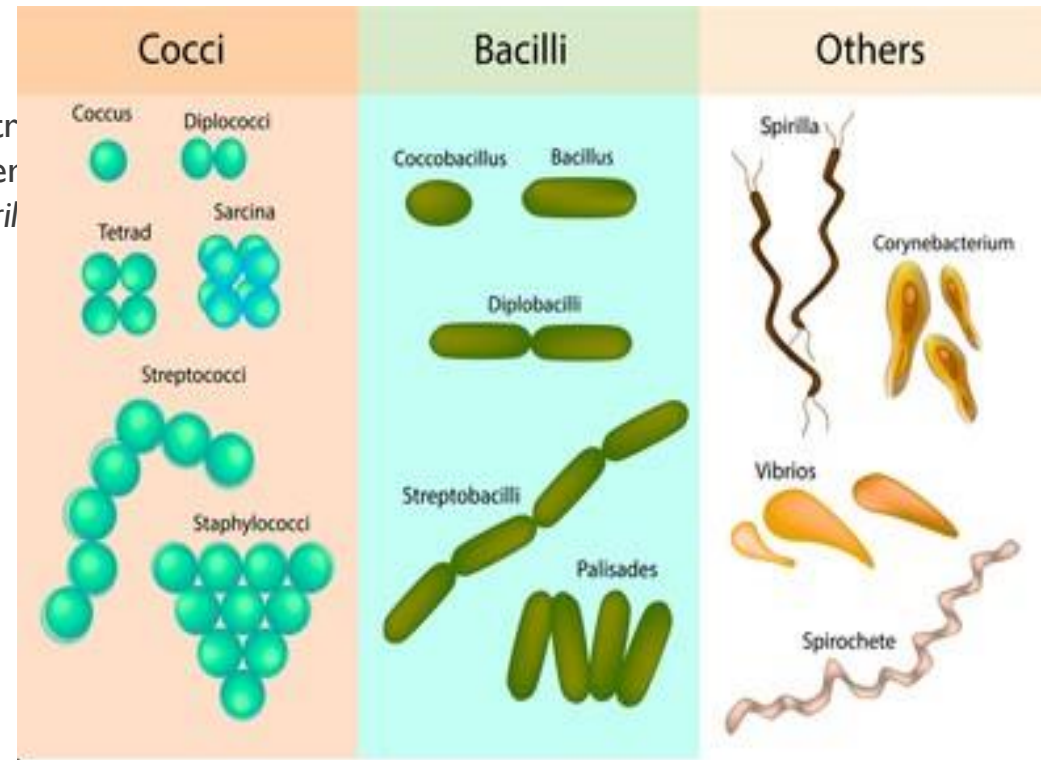 Cocci
Bacilli
Others
Coccus
Diplococci
Tetrad
Sarcina
Streptococci
Staphylococci
Coccobacillus
Bacillus
Diplobacilli
Streptobacilli
Palisades
Spirilla
Corynebacterium
Vibrios
Spirochete